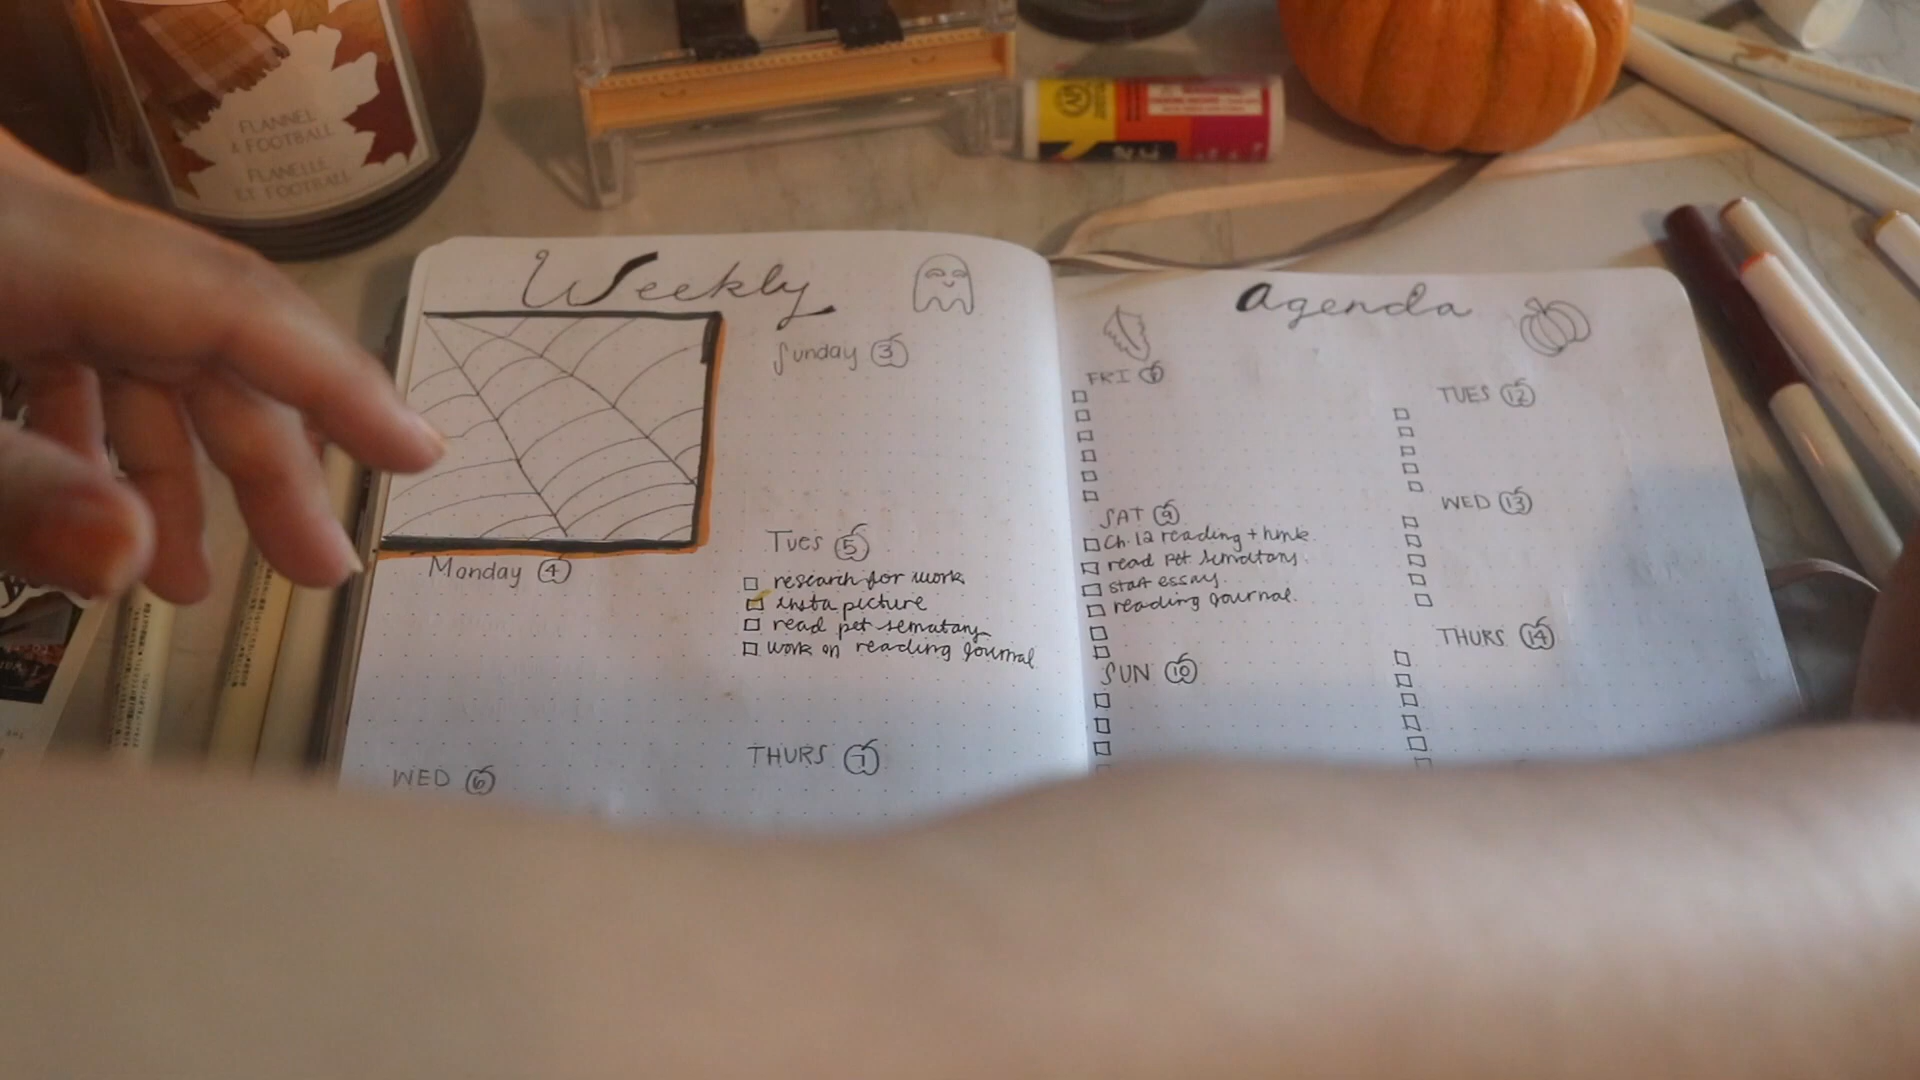 FLANNEL
& FOOTBALL
FLANELLE
ET FOOTBALL
Weekly
Sunday 3
Monday 4
Tues 5
research for work
insta picture
read pet sematary
work on reading journal
WED 6
THURS 7
agenda
FRI
SAT 9
Ch. 12 reading + hmk
read pet sematary
start essay
reading journal
SUN 10
TUES 12
WED 13
THURS 14